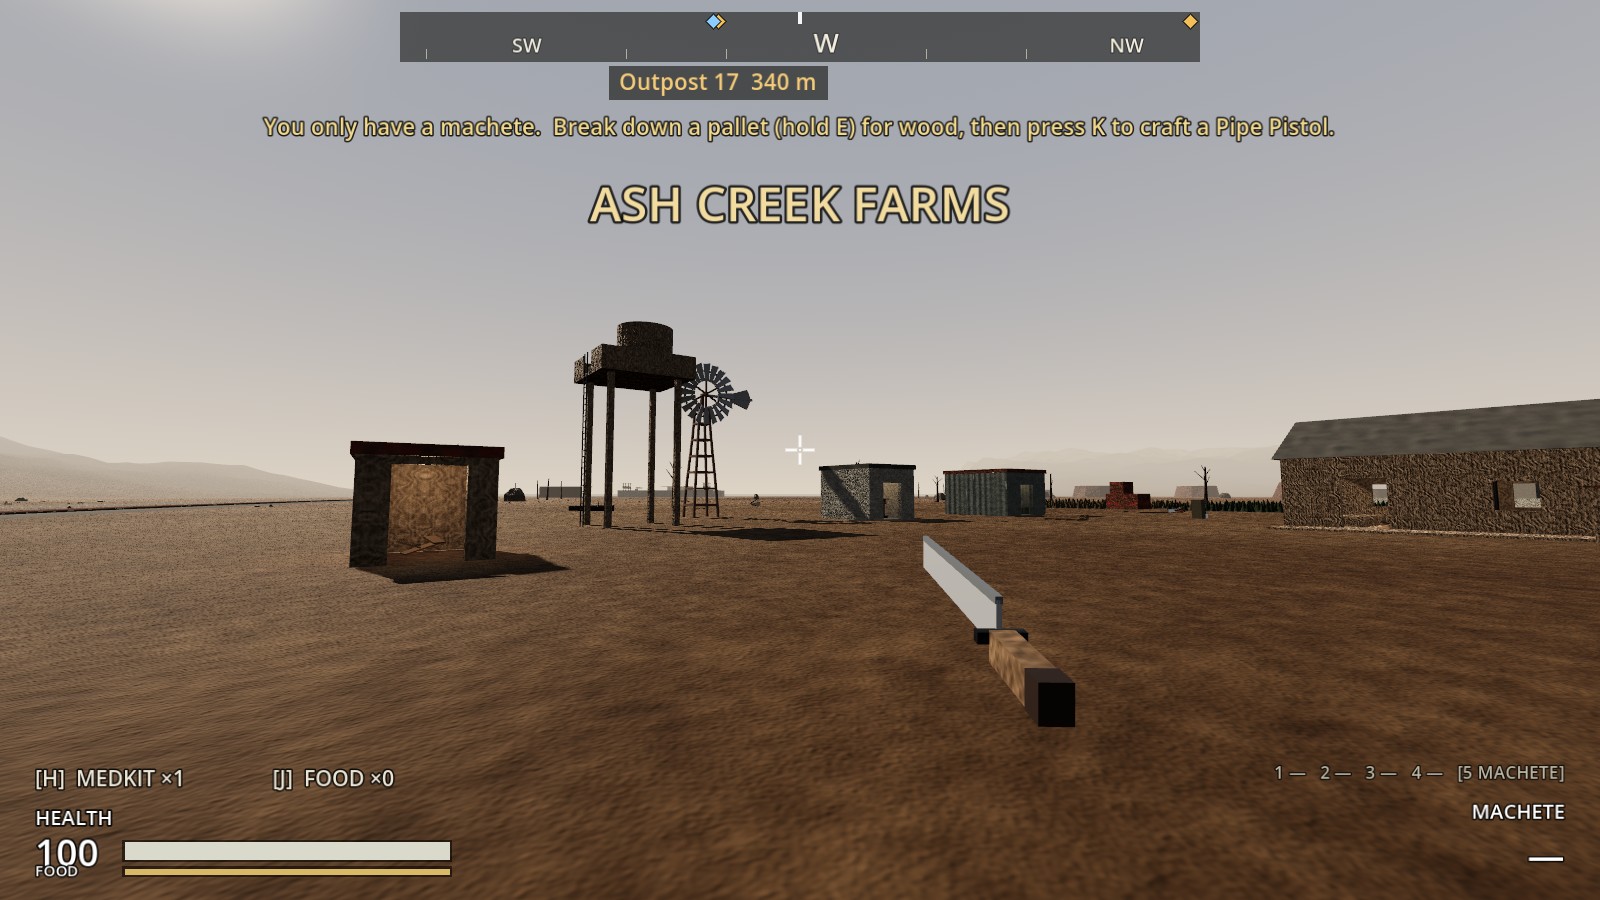 SW W NW
Outpost 17 340 m
You only have a machete. Break down a pallet (hold E) for wood, then press K to craft a Pipe Pistol.
ASH CREEK FARMS
[H] MEDKIT ×1 [J] FOOD ×0
1 — 2 — 3 — 4 — [5 MACHETE]
HEALTH
MACHETE
100
FOOD